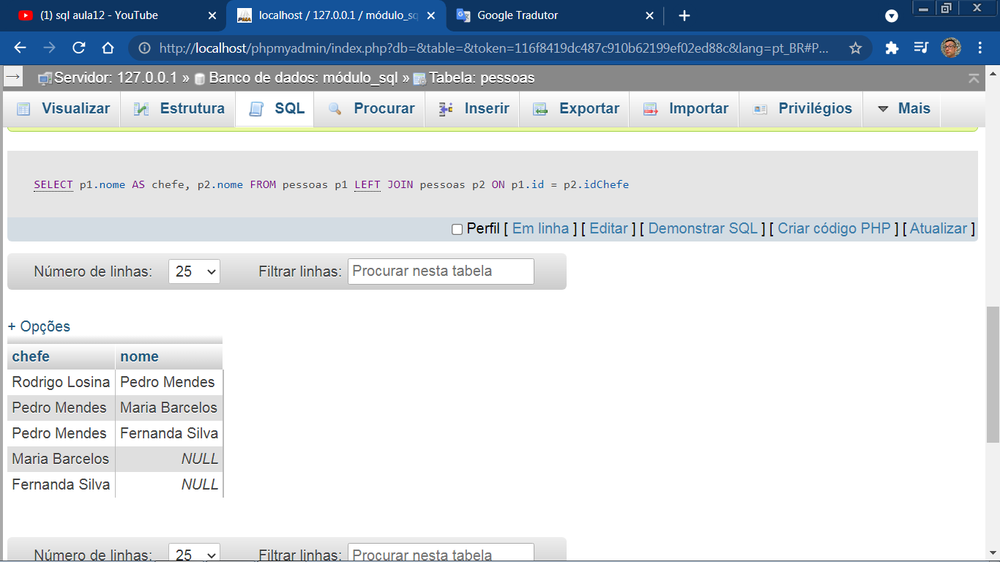 (1) sql aula12 - YouTube
localhost / 127.0.0.1 / módulo_sq
Google Tradutor
http://localhost/phpmyadmin/index.php?db=&table=&token=116f8419dc487c910b62199ef02ed88c&lang=pt_BR#P...
Servidor: 127.0.0.1 » Banco de dados: módulo_sql » Tabela: pessoas
Visualizar Estrutura SQL Procurar Inserir Exportar Importar Privilégios Mais
SELECT p1.nome AS chefe, p2.nome FROM pessoas p1 LEFT JOIN pessoas p2 ON p1.id = p2.idChefe
Perfil [ Em linha ] [ Editar ] [ Demonstrar SQL ] [ Criar código PHP ] [ Atualizar ]
Número de linhas: 25 Filtrar linhas: Procurar nesta tabela
+ Opções
chefe nome
Rodrigo Losina Pedro Mendes
Pedro Mendes Maria Barcelos
Pedro Mendes Fernanda Silva
Maria Barcelos NULL
Fernanda Silva NULL
Número de linhas: 25 Filtrar linhas: Procurar nesta tabela